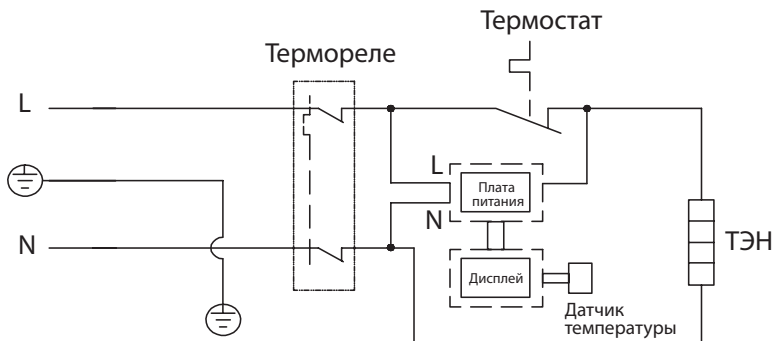 Термостат
Термореле
L
L
Плата
питания
N
N
ТЭН
Дисплей
Датчик
температуры